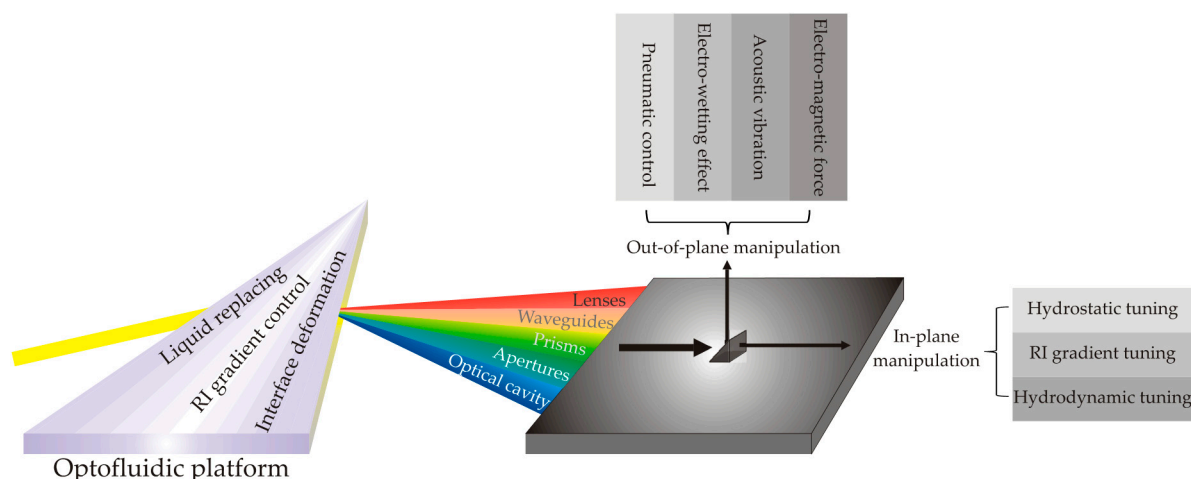 Pneumatic control
Electro-wetting effect
Acoustic vibration
Electro-magnetic force
Out-of-plane manipulation
Liquid replacing
RI gradient control
Interface deformation
Optofluidic platform
Lenses
Waveguides
Prisms
Apertures
Optical cavity
In-plane
manipulation
Hydrostatic tuning
RI gradient tuning
Hydrodynamic tuning